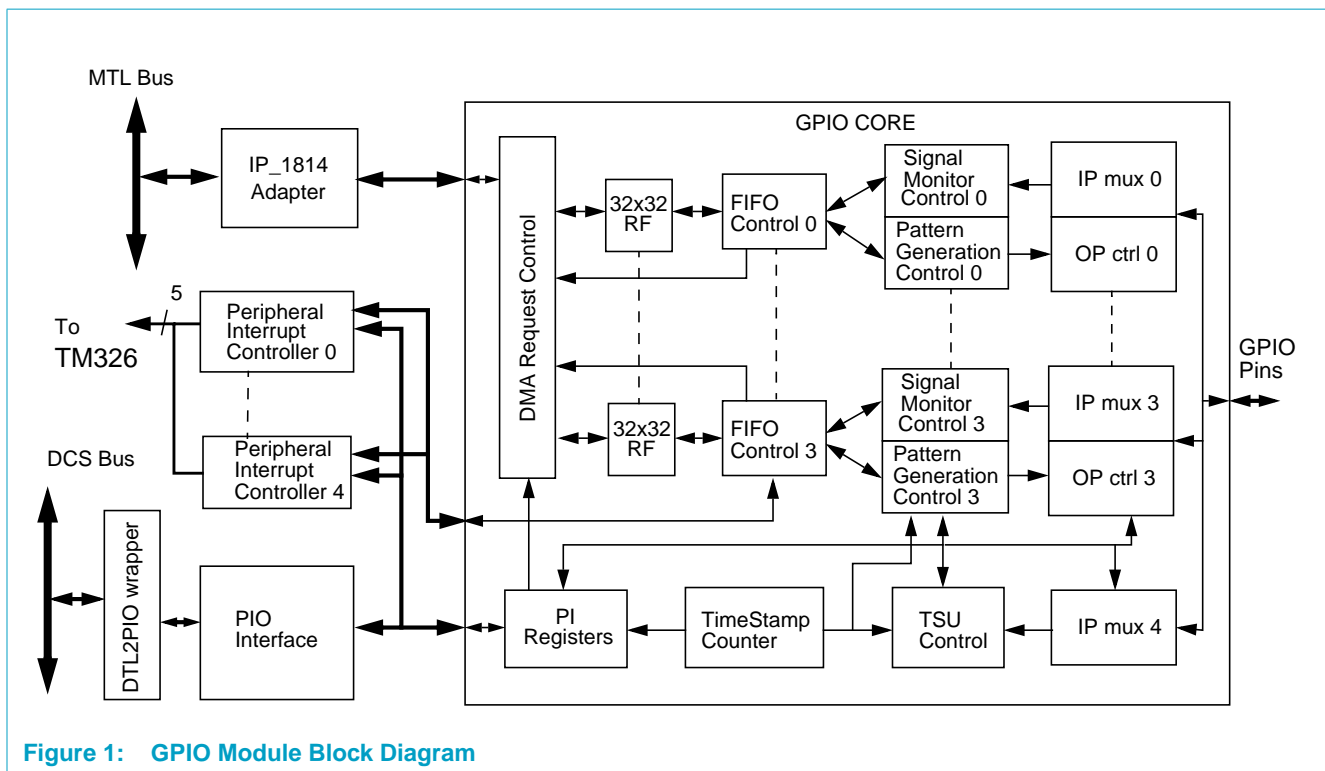 MTL Bus
IP_1814
Adapter
GPIO CORE
DMA Request Control
32x32
RF
FIFO
Control 0
Signal
Monitor
Control 0
Pattern
Generation
Control 0
IP mux 0
OP ctrl 0
5
To
TM326
Peripheral
Interrupt
Controller 0
Peripheral
Interrupt
Controller 4
32x32
RF
FIFO
Control 3
Signal
Monitor
Control 3
Pattern
Generation
Control 3
IP mux 3
OP ctrl 3
GPIO
Pins
DCS Bus
DTL2PIO wrapper
PIO
Interface
PI
Registers
TimeStamp
Counter
TSU
Control
IP mux 4
Figure 1: GPIO Module Block Diagram